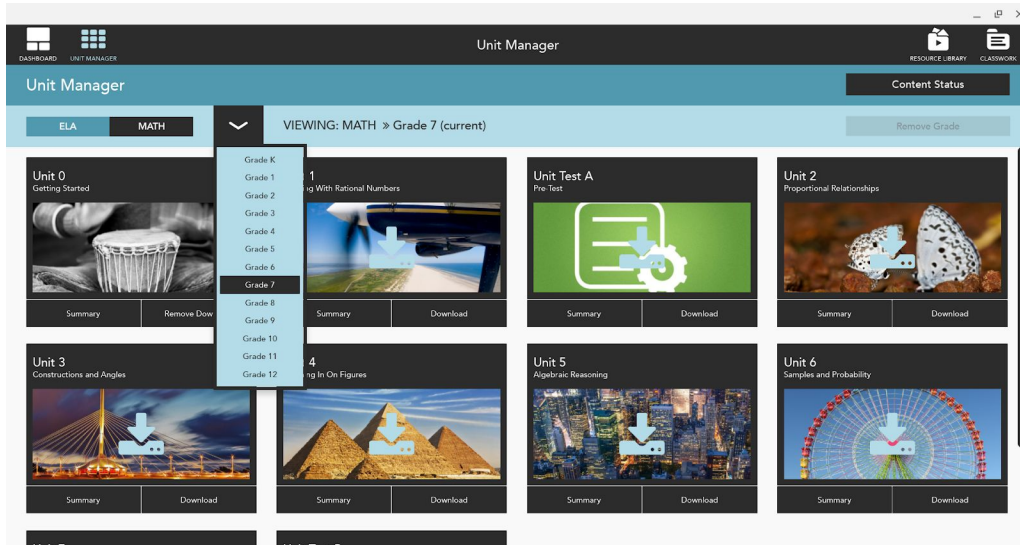 Unit Manager
DASHBOARD
UNIT MANAGER
RESOURCE LIBRARY
CLASSWORK
Unit Manager
Content Status
ELA
MATH
VIEWING: MATH » Grade 7 (current)
Remove Grade
Grade K
Grade 1
Grade 2
Grade 3
Grade 4
Grade 5
Grade 6
Grade 7
Grade 8
Grade 9
Grade 10
Grade 11
Grade 12
Unit 0
Getting Started
Summary
Remove Dow
1
With Rational Numbers
Summary
Download
Unit Test A
Pre-Test
Summary
Download
Unit 2
Proportional Relationships
Summary
Download
Unit 3
Constructions and Angles
Summary
Download
4
In On Figures
Summary
Download
Unit 5
Algebraic Reasoning
Summary
Download
Unit 6
Samples and Probability
Summary
Download